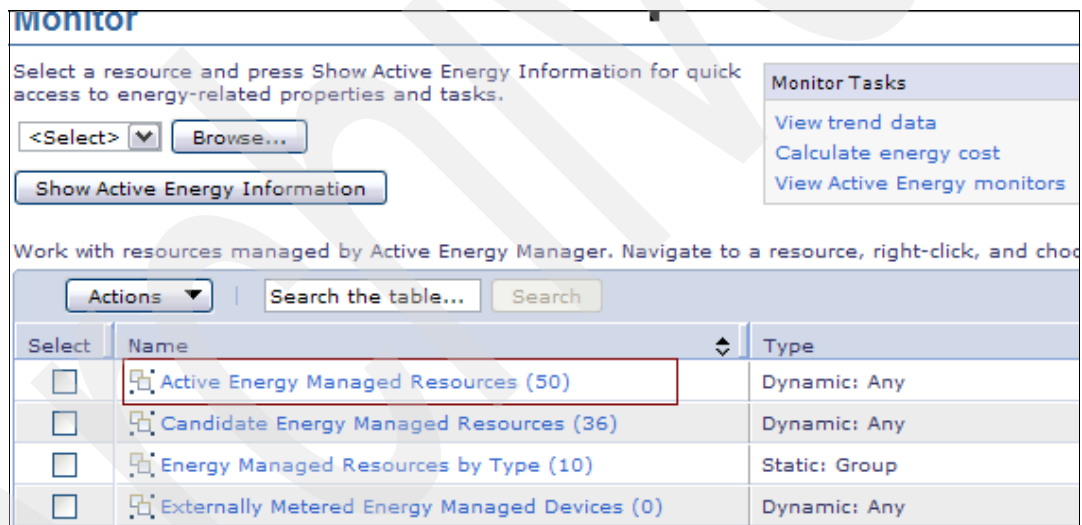 Monitor
Select a resource and press Show Active Energy Information for quick
access to energy-related properties and tasks.
<Select>
Browse...
Show Active Energy Information
Monitor Tasks
View trend data
Calculate energy cost
View Active Energy monitors
Work with resources managed by Active Energy Manager. Navigate to a resource, right-click, and choo
Actions
Search the table...
Search
Select Name Type
Active Energy Managed Resources (50) Dynamic: Any
Candidate Energy Managed Resources (36) Dynamic: Any
Energy Managed Resources by Type (10) Static: Group
Externally Metered Energy Managed Devices (0) Dynamic: Any